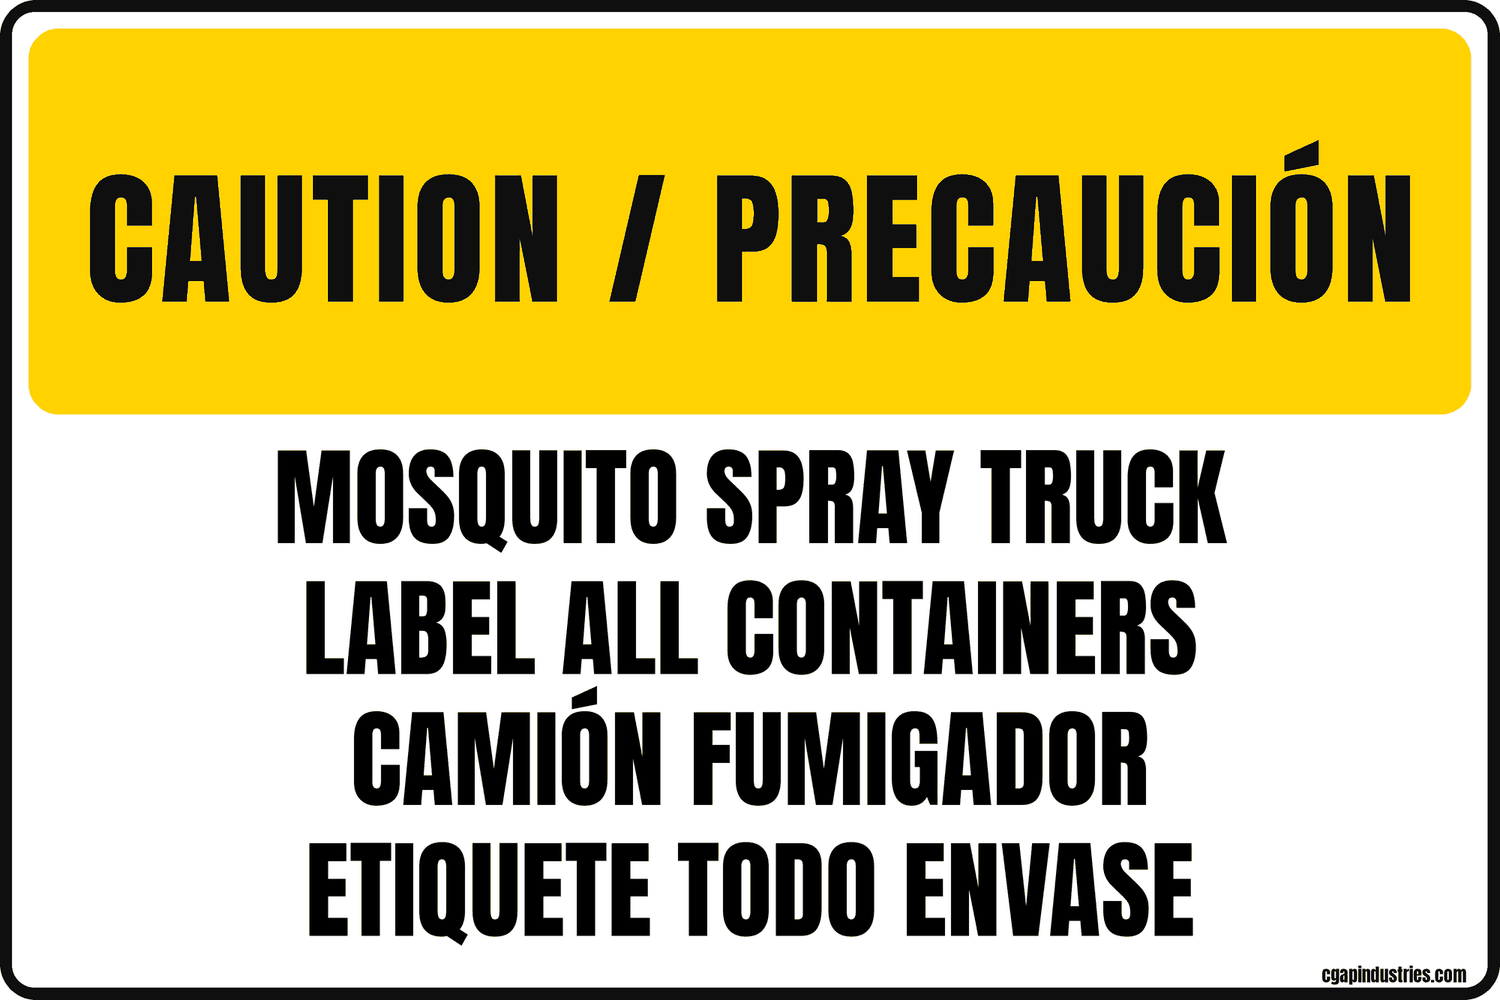 CAUTION / PRECAUCIÓN
MOSQUITO SPRAY TRUCK
LABEL ALL CONTAINERS
CAMIÓN FUMIGADOR
ETIQUETE TODO ENVASE
cgapindustries.com